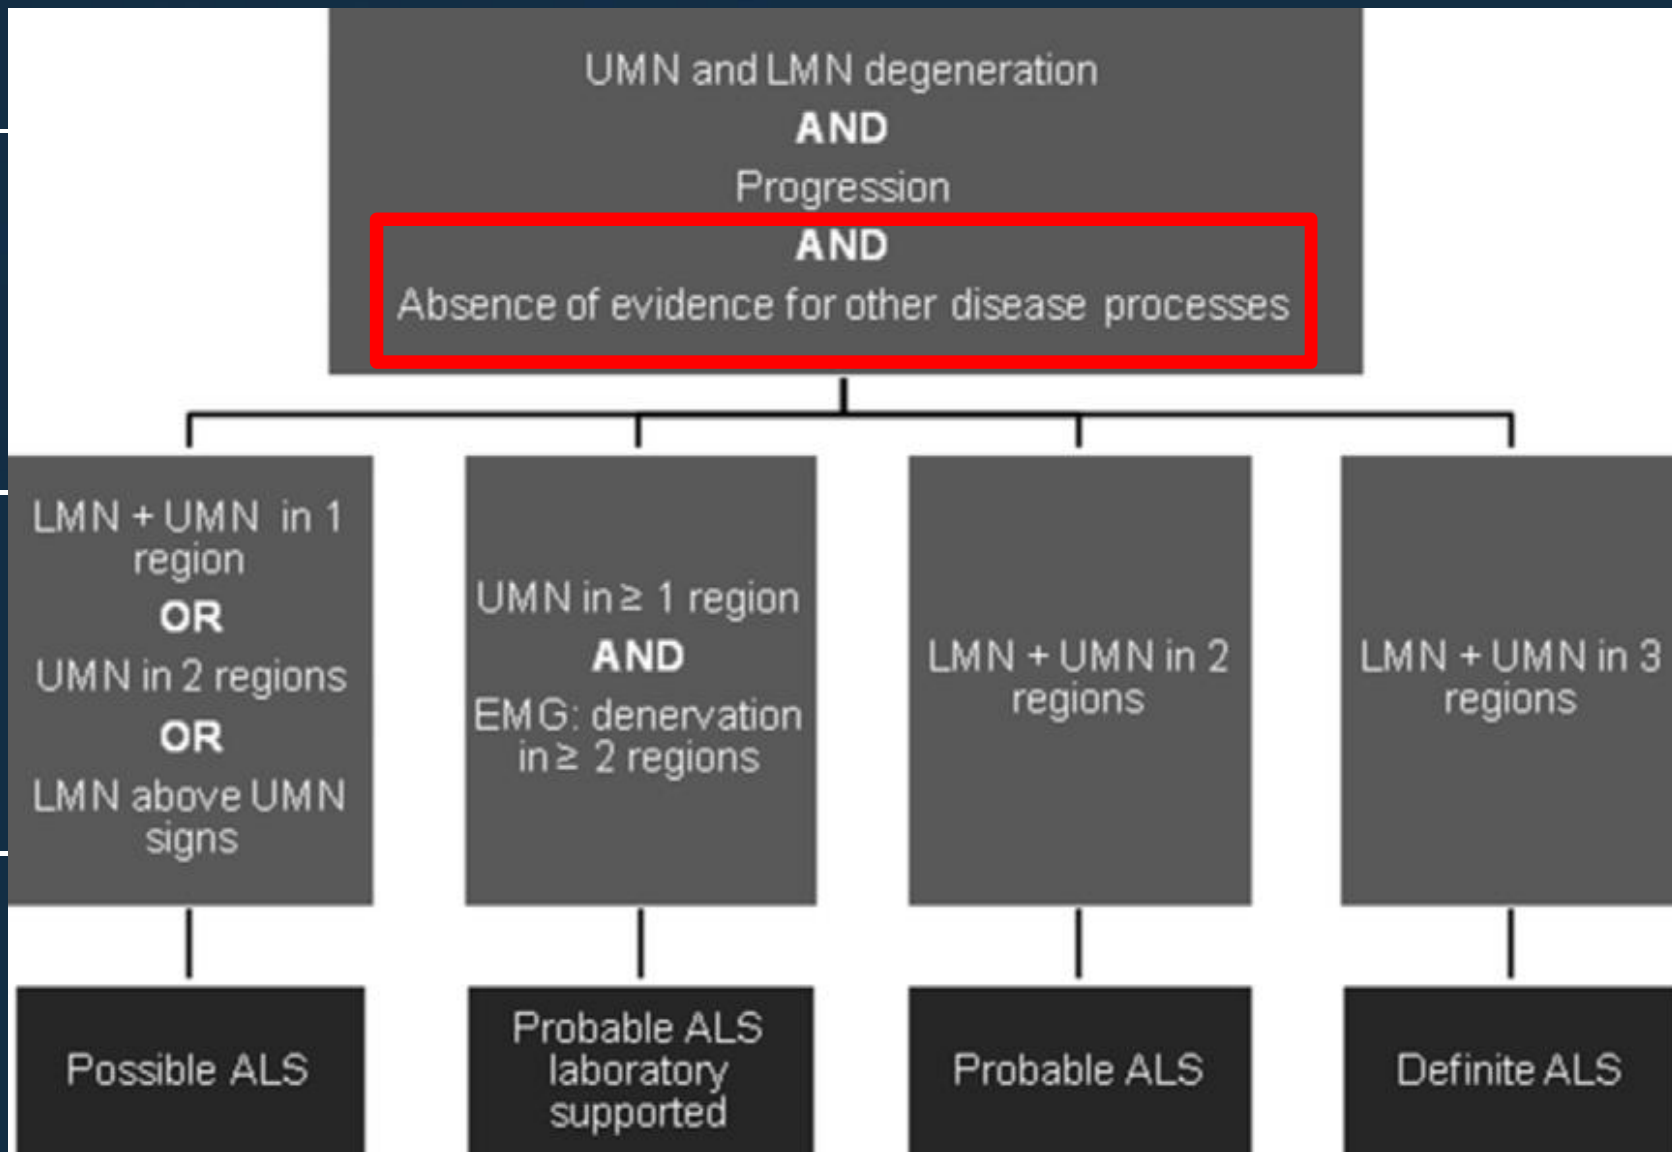 UMN and LMN degeneration
AND
Progression
AND
Absence of evidence for other disease processes
LMN + UMN in 1
region
OR
UMN in 2 regions
OR
LMN above UMN
signs
UMN in ≥ 1 region
AND
EMG: denervation
in ≥ 2 regions
LMN + UMN in 2
regions
LMN + UMN in 3
regions
Possible ALS
Probable ALS
laboratory
supported
Probable ALS
Definite ALS